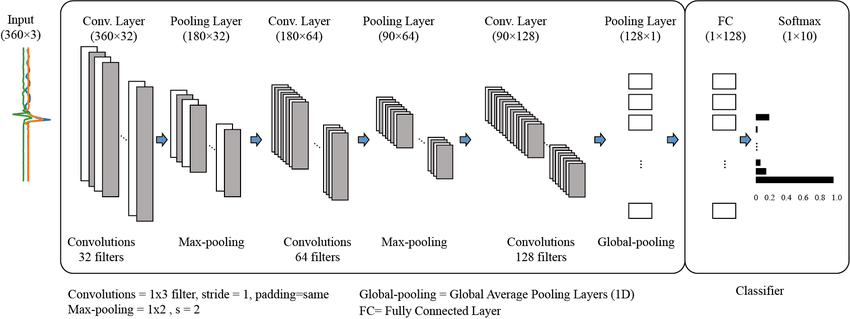 Input
(360×3)
Conv. Layer
(360×32)
Pooling Layer
(180×32)
Conv. Layer
(180×64)
Pooling Layer
(90×64)
Conv. Layer
(90×128)
Pooling Layer
(128×1)
FC
(1×128)
Softmax
(1×10)
0 0.2 0.4 0.6 0.8 1.0
Convolutions
32 filters
Max-pooling
Convolutions
64 filters
Max-pooling
Convolutions
128 filters
Global-pooling
Classifier
Convolutions = 1x3 filter, stride = 1, padding=same
Max-pooling = 1x2 , s = 2
Global-pooling = Global Average Pooling Layers (1D)
FC= Fully Connected Layer